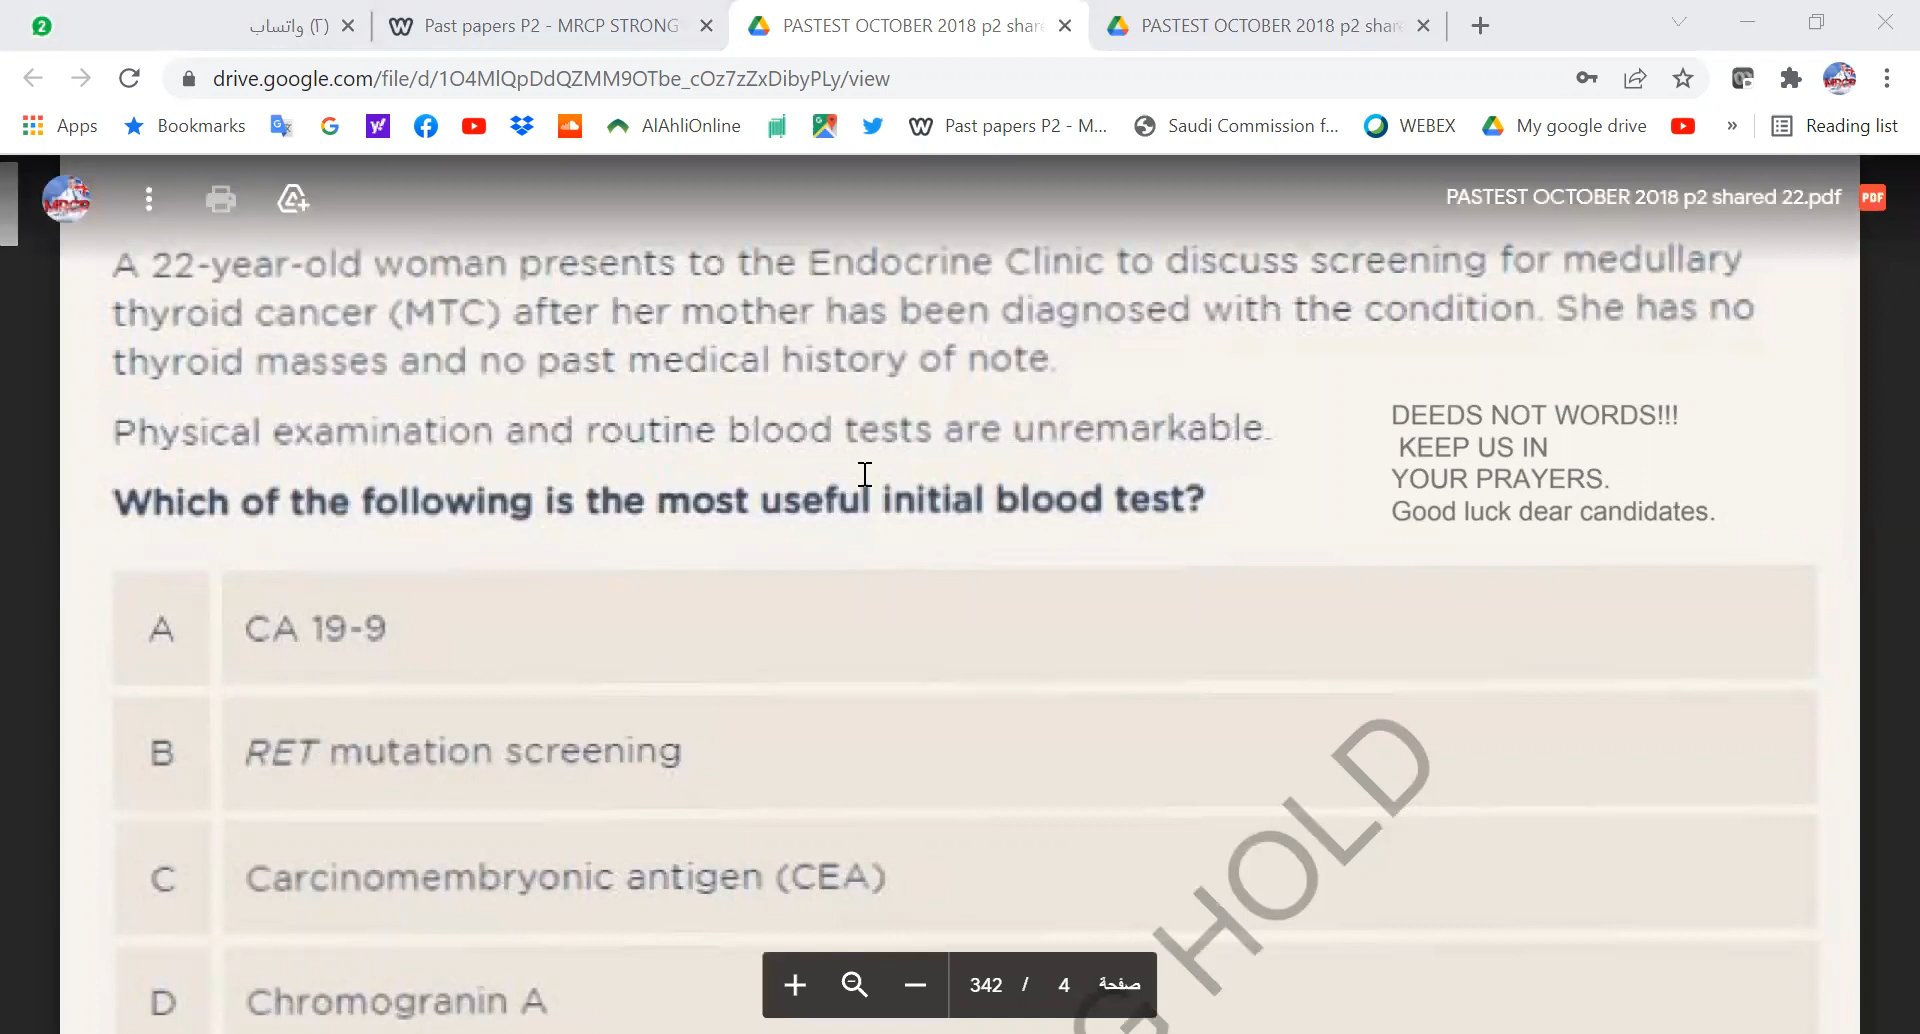 2
واتساب (٢)
Past papers P2 - MRCP STRONG
PASTEST OCTOBER 2018 p2 share
PASTEST OCTOBER 2018 p2 share
drive.google.com/file/d/1O4MlQpDdQZMM9OTbe_cOz7zZxDibyPLy/view
Apps
Bookmarks
AlAhliOnline
Past papers P2 - M...
Saudi Commission f...
WEBEX
My google drive
Reading list
MRCP
PASTEST OCTOBER 2018 p2 shared 22.pdf
PDF
A 22-year-old woman presents to the Endocrine Clinic to discuss screening for medullary
thyroid cancer (MTC) after her mother has been diagnosed with the condition. She has no
thyroid masses and no past medical history of note.
Physical examination and routine blood tests are unremarkable.
DEEDS NOT WORDS!!!
KEEP US IN
YOUR PRAYERS.
Good luck dear candidates.
Which of the following is the most useful initial blood test?
A CA 19-9
B RET mutation screening
C Carcinomembryonic antigen (CEA)
D Chromogranin A
HOLD
342 / 4 صفحة